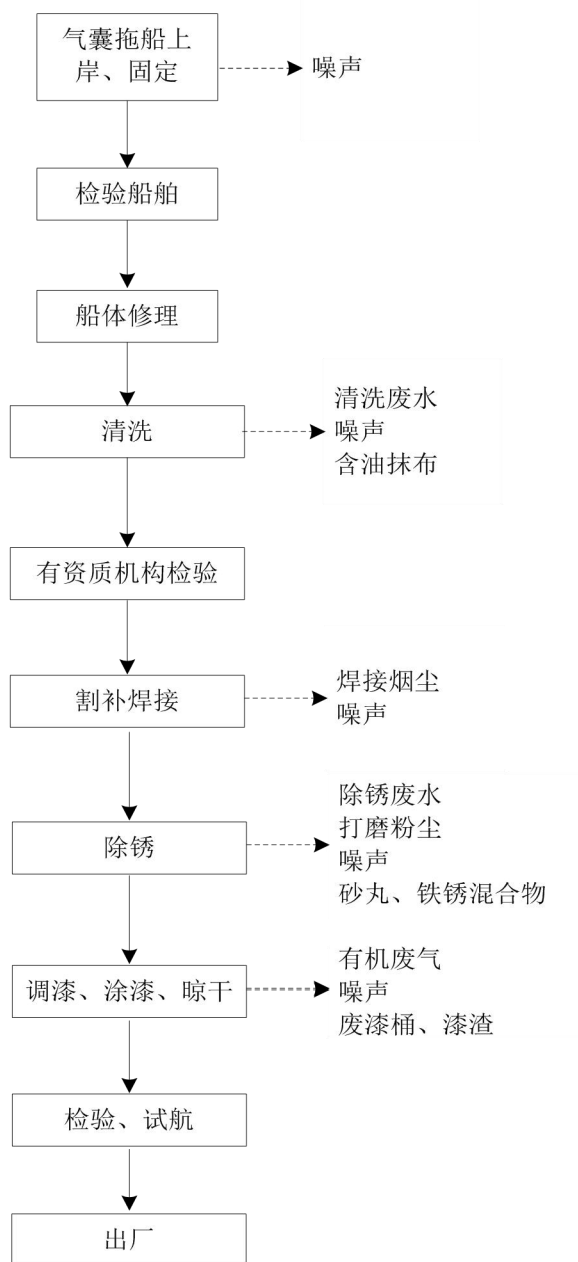 气囊拖船上
岸、固定
噪声
检验船舶
船体修理
清洗
清洗废水
噪声
含油抹布
有资质机构检验
割补焊接
焊接烟尘
噪声
除锈
除锈废水
打磨粉尘
噪声
砂丸、铁锈混合物
调漆、涂漆、晾干
有机废气
噪声
废漆桶、漆渣
检验、试航
出厂